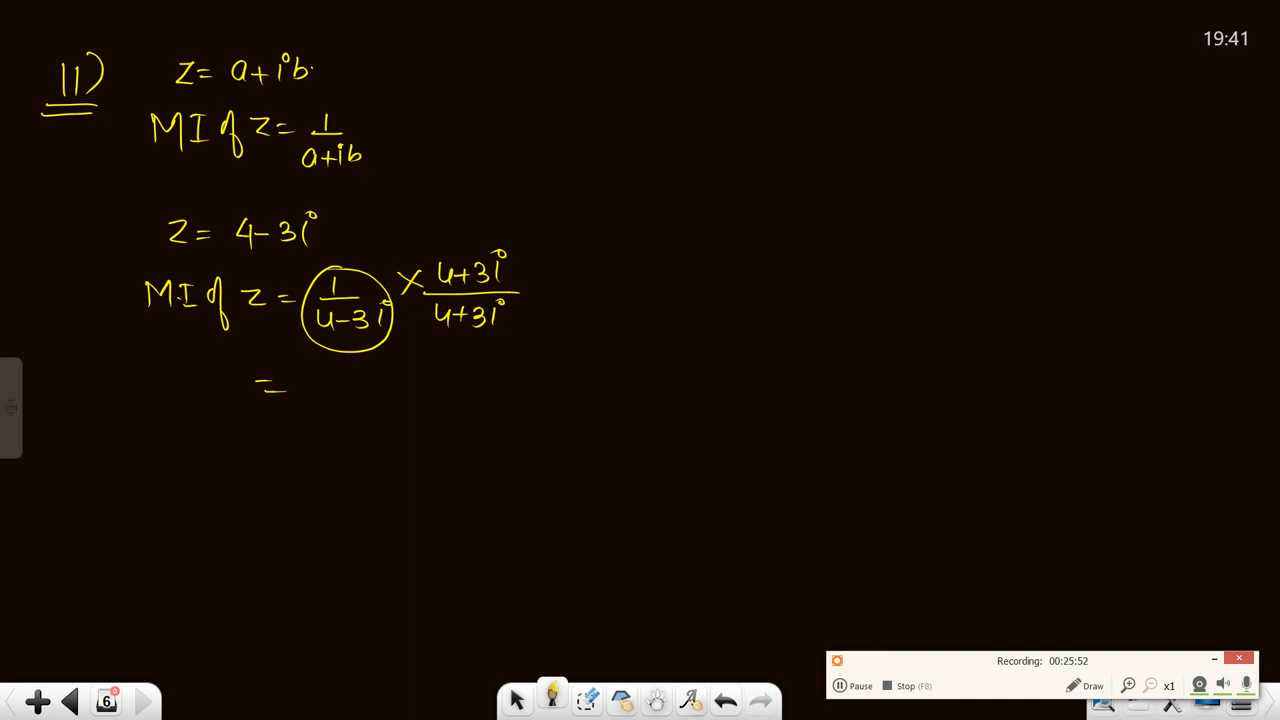 19:41
11) z = a+ib
MI of z = 1/(a+ib)
z = 4-3i
M.I of z = 1/(4-3i) × (4+3i)/(4+3i)
=
Recording: 00:25:52
Pause Stop (F8) Draw x1
6 0